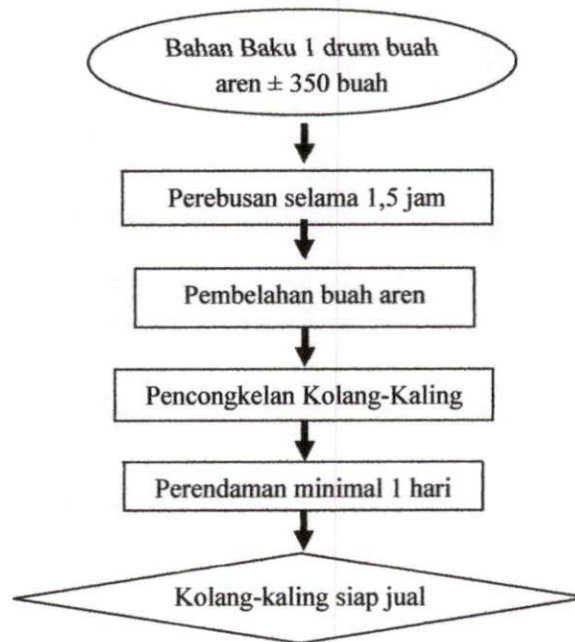 Bahan Baku 1 drum buah
aren ± 350 buah
Perebusan selama 1,5 jam
Pembelahan buah aren
Pencongkelan Kolang-Kaling
Perendaman minimal 1 hari
Kolang-kaling siap jual